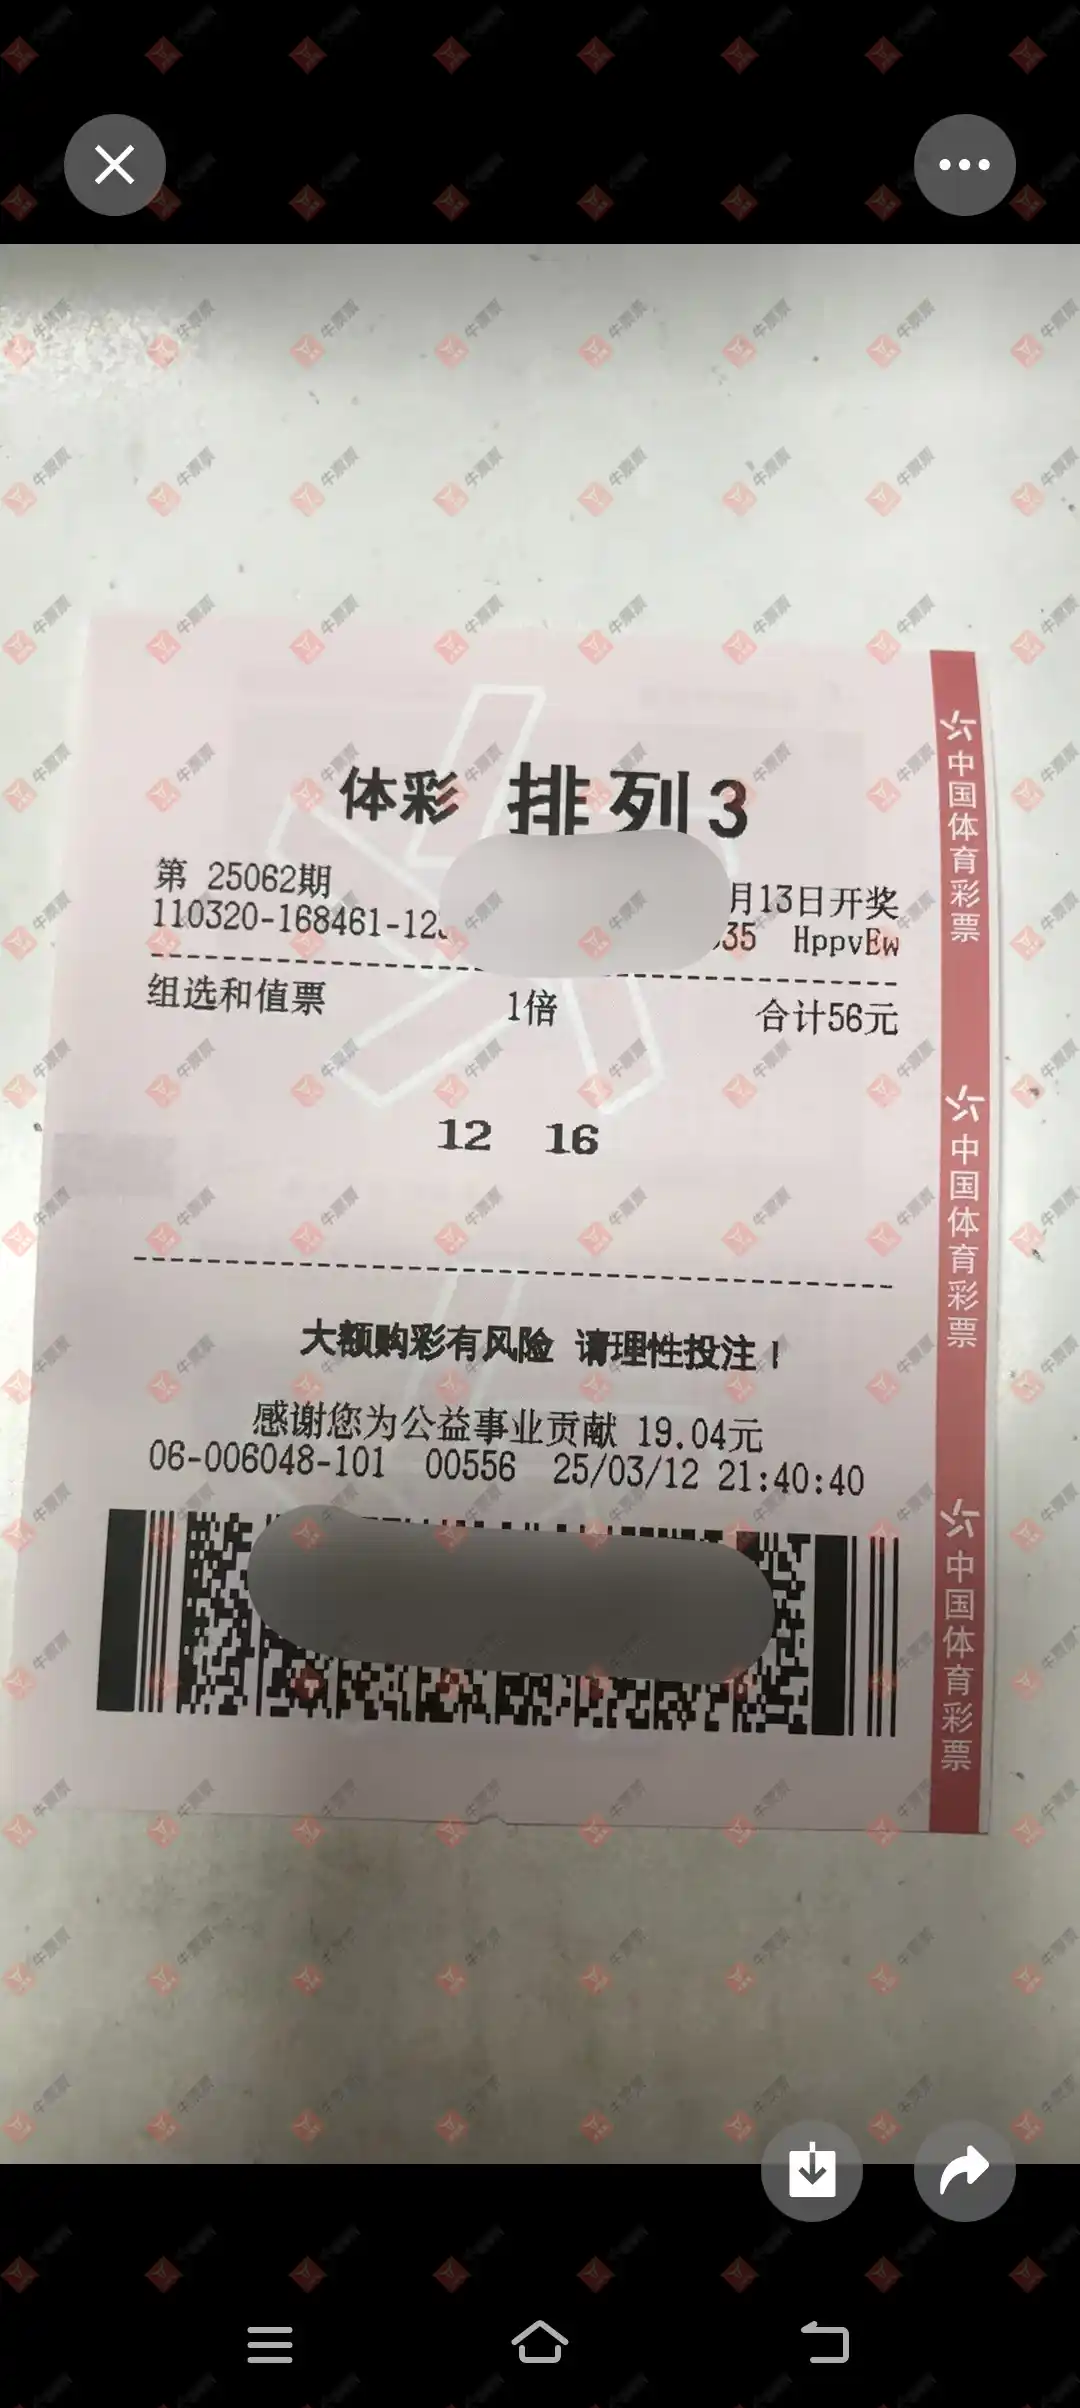 体彩 排列3
第 25062期
月13日开奖
110320-168461-12
35 HppvEw
组选和值票 1倍 合计56元
12 16
大额购彩有风险 请理性投注！
感谢您为公益事业贡献 19.04元
06-006048-101 00556 25/03/12 21:40:40
中国体育彩票
中国体育彩票
中国体育彩票
牛票票